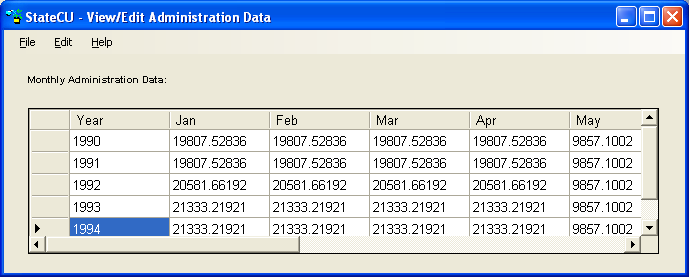 StateCU - View/Edit Administration Data
File Edit Help
Monthly Administration Data:
Year Jan Feb Mar Apr May
1990 19807.52836 19807.52836 19807.52836 19807.52836 9857.1002
1991 19807.52836 19807.52836 19807.52836 19807.52836 9857.1002
1992 20581.66192 20581.66192 20581.66192 20581.66192 9857.1002
1993 21333.21921 21333.21921 21333.21921 21333.21921 9857.1002
1994 21333.21921 21333.21921 21333.21921 21333.21921 9857.1002